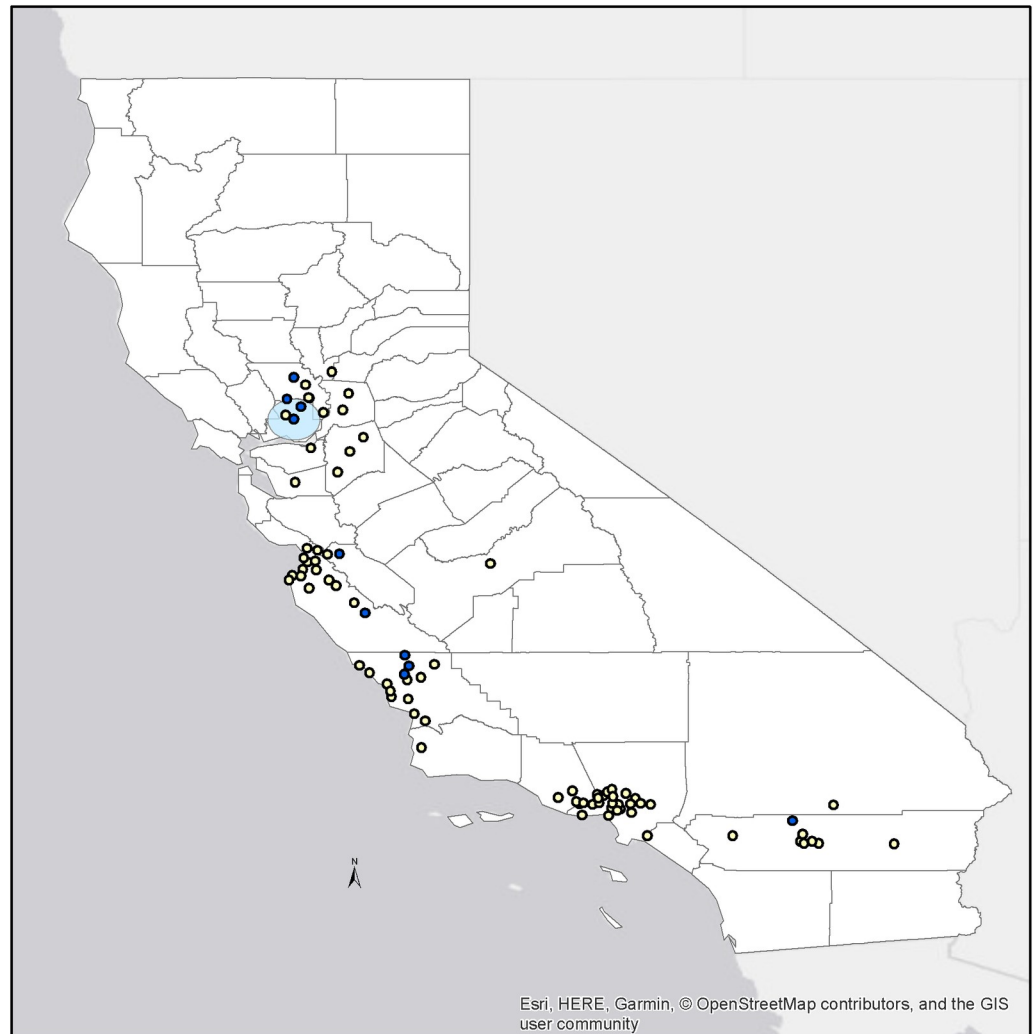 N
Esri, HERE, Garmin, © OpenStreetMap contributors, and the GIS
user community